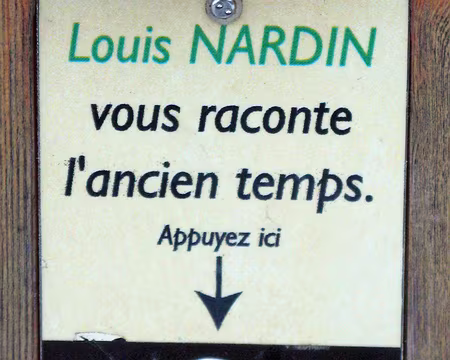 Louis NARDIN
vous raconte
l'ancien temps.
Appuyez ici